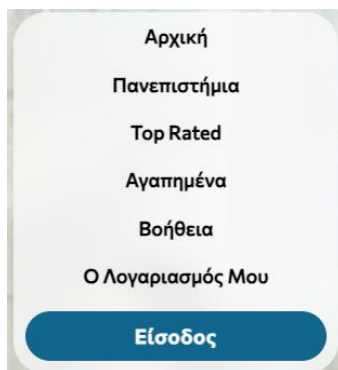 Αρχική
Πανεπιστήμια
Top Rated
Αγαπημένα
Βοήθεια
Ο Λογαριασμός Μου
Είσοδος